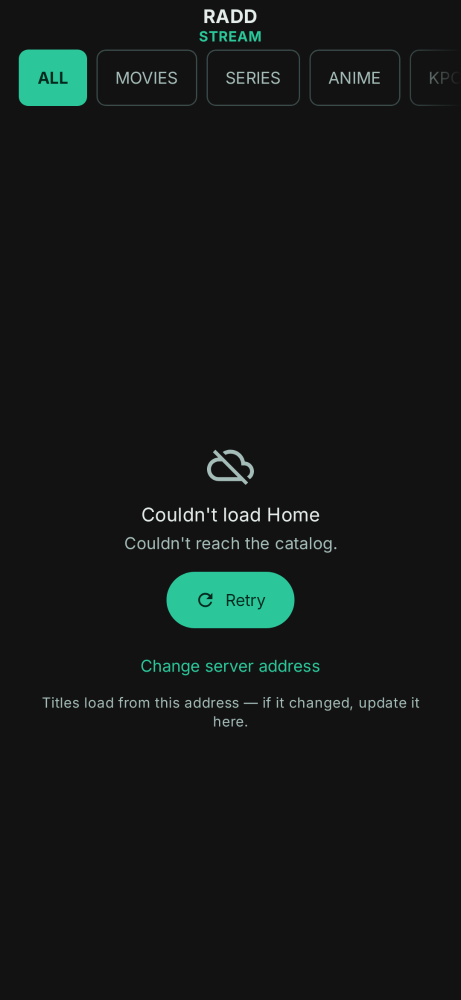 RADD
STREAM
ALL MOVIES SERIES ANIME KPO
Couldn't load Home
Couldn't reach the catalog.
Retry
Change server address
Titles load from this address — if it changed, update it
here.